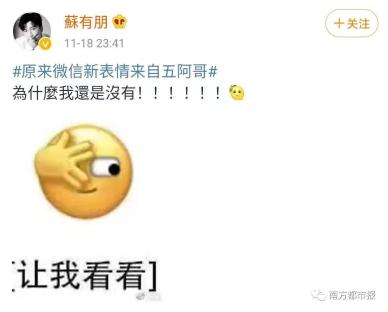 蘇有朋
11-18 23:41
+关注
#原来微信新表情来自五阿哥#
為什麼我還是沒有！！！！！！
[让我看看]
南方都市报